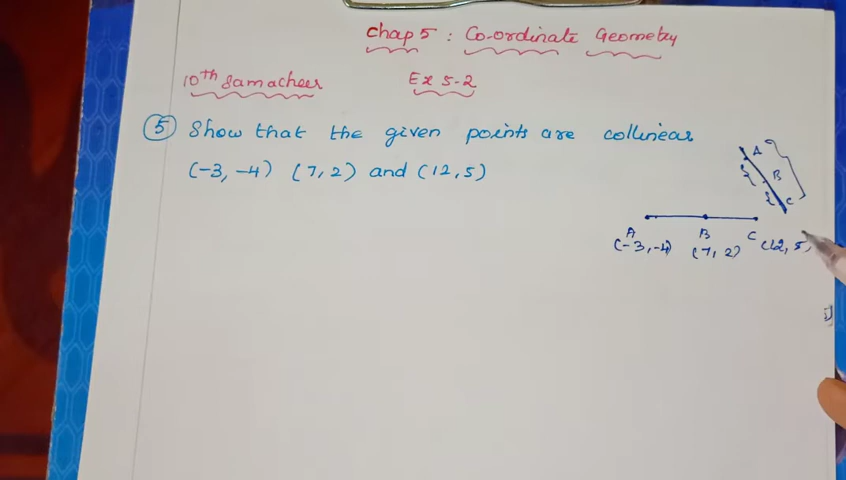 Chap 5 : Co-ordinate Geometry
10th Samacheer Ex 5-2
5 Show that the given points are collinear
(-3, -4) (7, 2) and (12, 5)
A
B
C
A B C
(-3, -4) (7, 2) (12, 5)